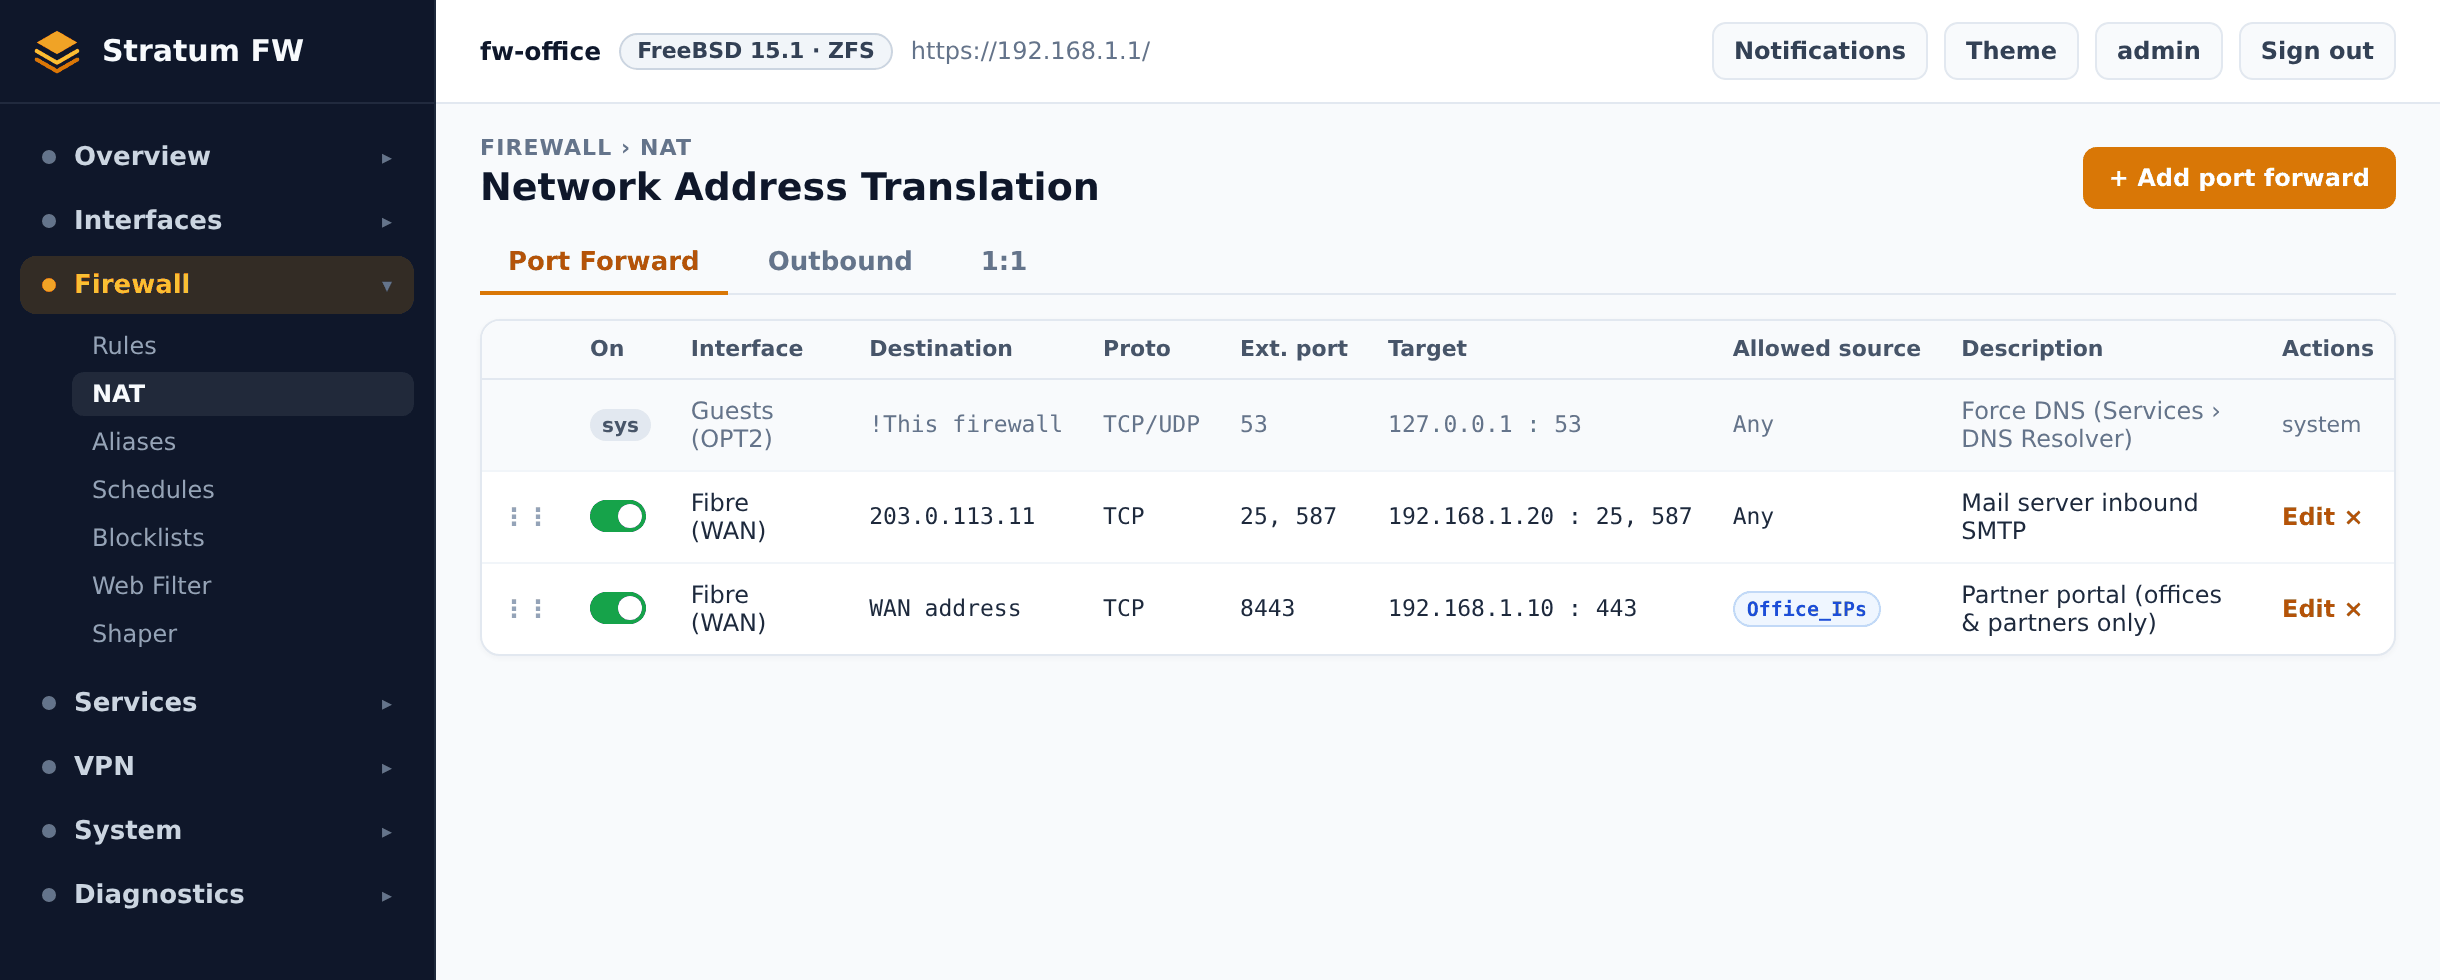 Stratum FW
fw-office
FreeBSD 15.1 · ZFS
https://192.168.1.1/
Notifications
Theme
admin
Sign out
Overview ▸
Interfaces ▸
Firewall ▾
Rules
NAT
Aliases
Schedules
Blocklists
Web Filter
Shaper
Services ▸
VPN ▸
System ▸
Diagnostics ▸
FIREWALL › NAT
Network Address Translation
+ Add port forward
Port Forward
Outbound
1:1
On Interface Destination Proto Ext. port Target Allowed source Description Actions
sys Guests (OPT2) !This firewall TCP/UDP 53 127.0.0.1 : 53 Any Force DNS (Services › DNS Resolver) system
Fibre (WAN) 203.0.113.11 TCP 25, 587 192.168.1.20 : 25, 587 Any Mail server inbound SMTP Edit ×
Fibre (WAN) WAN address TCP 8443 192.168.1.10 : 443 Office_IPs Partner portal (offices & partners only) Edit ×